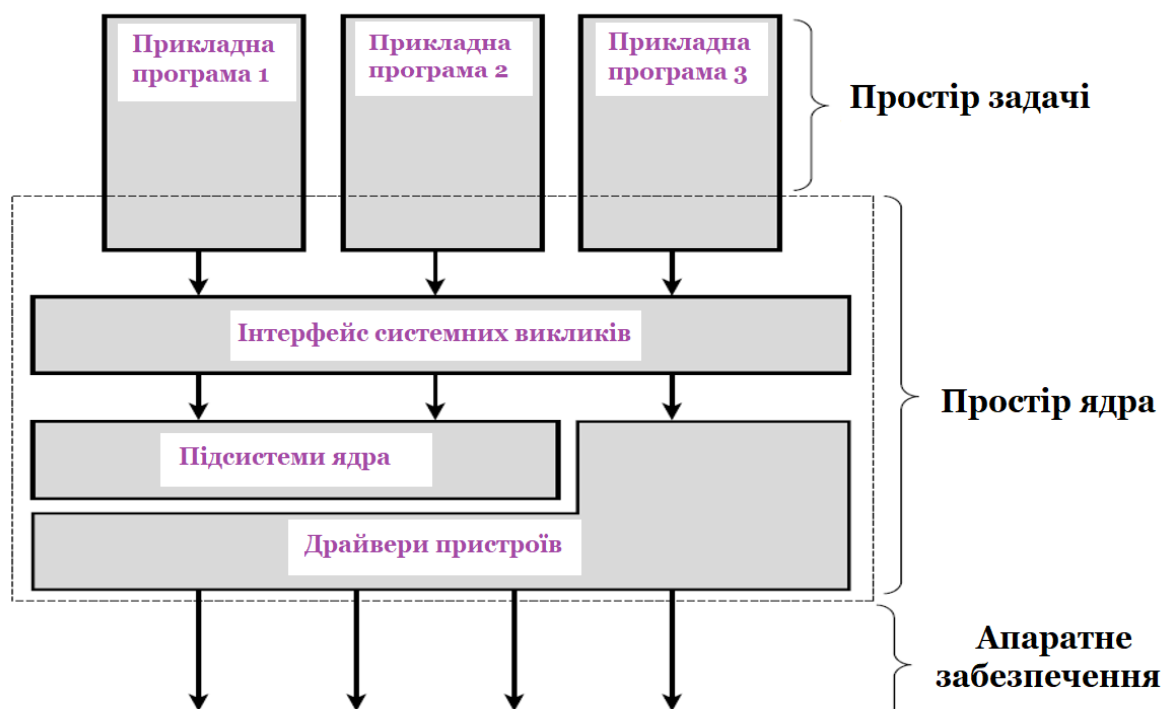 Прикладна
програма 1
Прикладна
програма 2
Прикладна
програма 3
Простір задачі
Інтерфейс системних викликів
Простір ядра
Підсистеми ядра
Драйвери пристроїв
Апаратне
забезпечення